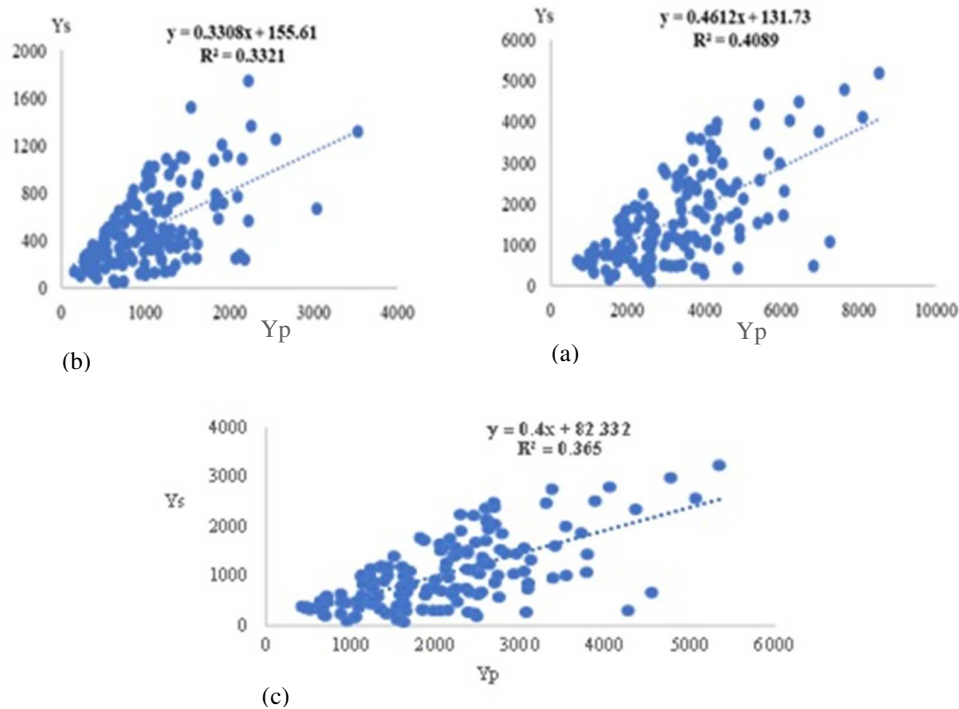 Ys
y = 0.3308x + 155.61
R² = 0.3321
2000
1600
1200
800
400
0
0 1000 2000 3000 4000
Yp
(b)
Ys
y = 0.4612x + 131.73
R² = 0.4089
6000
5000
4000
3000
2000
1000
0
0 2000 4000 6000 8000 10000
Yp
(a)
y = 0.4x + 82.332
R² = 0.365
4000
3000
Ys
2000
1000
0
0 1000 2000 3000 4000 5000 6000
Yp
(c)